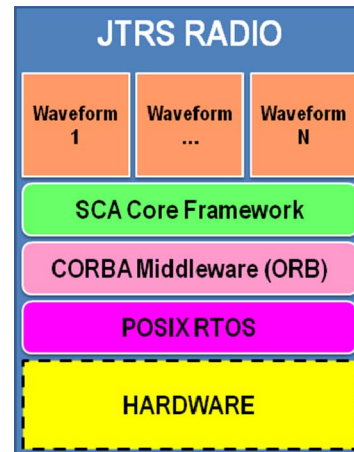 JTRS RADIO
Waveform Waveform Waveform
1 ... N
SCA Core Framework
CORBA Middleware (ORB)
POSIX RTOS
HARDWARE